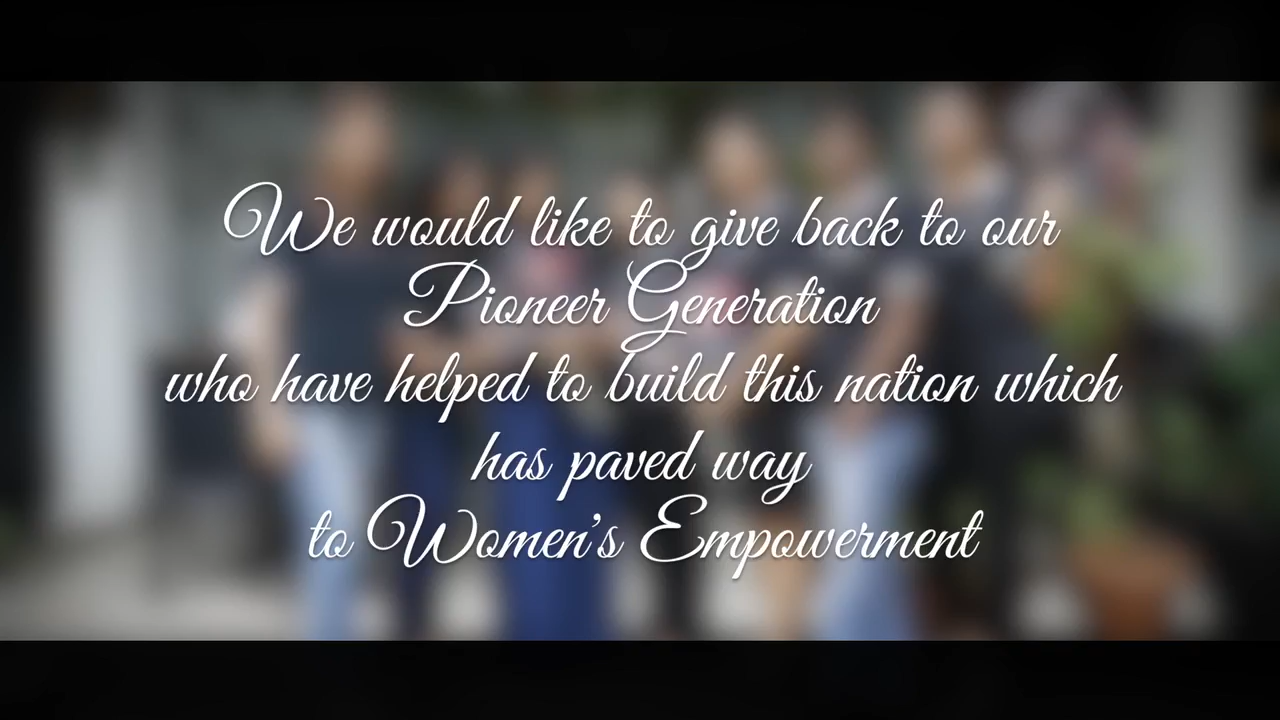 We would like to give back to our
Pioneer Generation
who have helped to build this nation which
has paved way
to Women's Empowerment